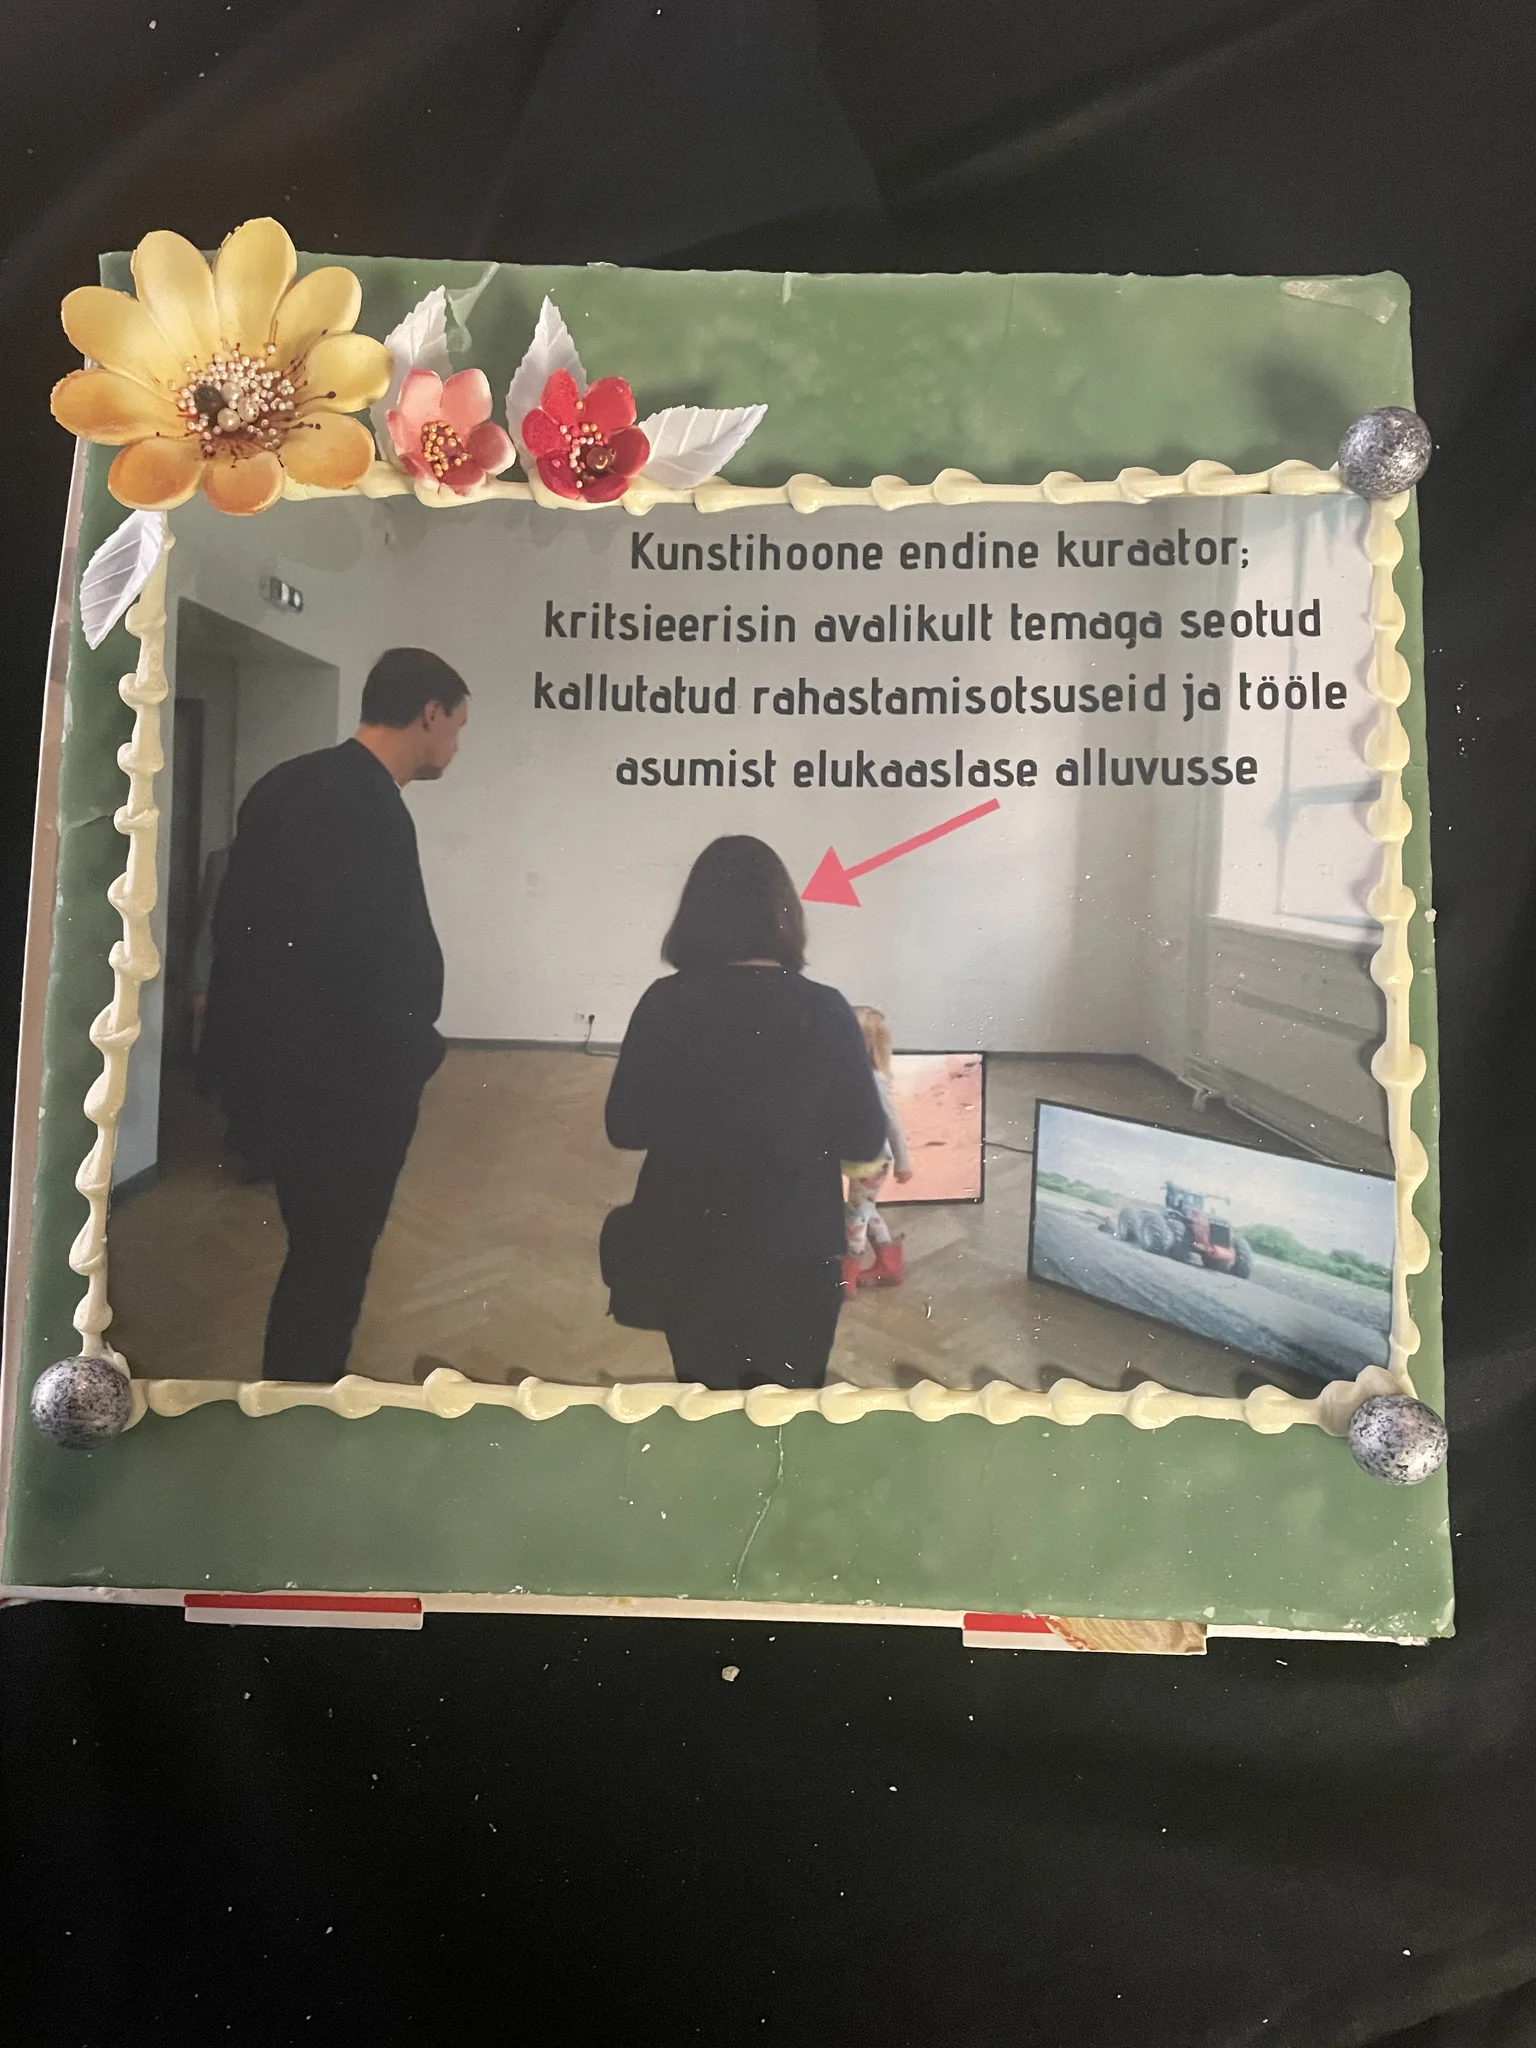 Kunstihoone endine kuraator;
kritsieerisin avalikult temaga seotud
kallutatud rahastamisotsuseid ja tööle
asumist elukaaslase alluvusse